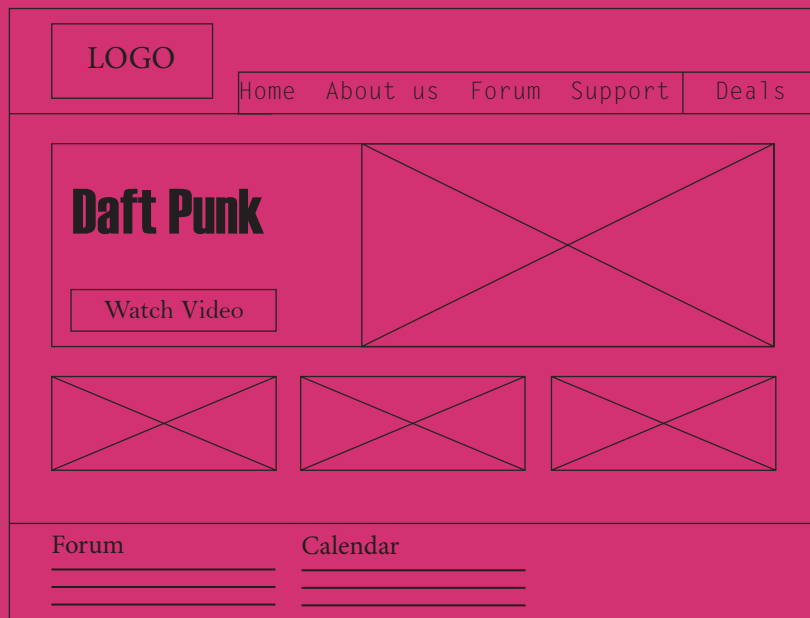 LOGO
Home About us Forum Support Deals
Daft Punk
Watch Video
Forum Calendar